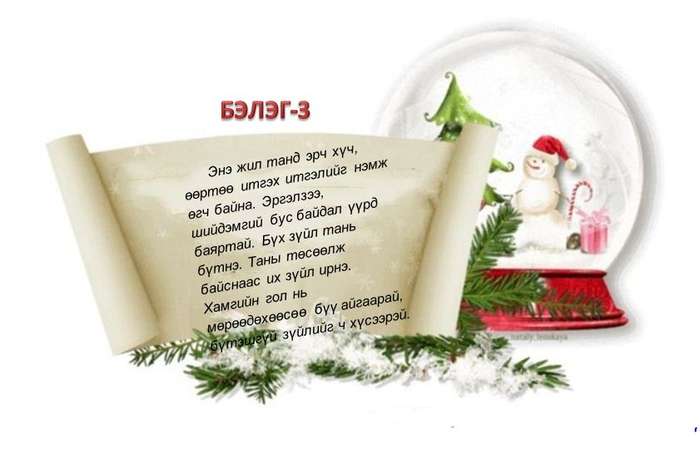 БЭЛЭГ-3
Энэ жил танд эрч хүч,
өөртөө итгэх итгэлийг нэмж
өгч байна. Эргэлзээ,
шийдэмгий бус байдал үүрд
баяртай. Бүх зүйл тань
бүтнэ. Таны төсөөлж
байснаас их зүйл ирнэ.
Хамгийн гол нь
мөрөөдөхөөсөө бүү айгаарай,
бүтэшгүй зүйлийг ч хүсээрэй.